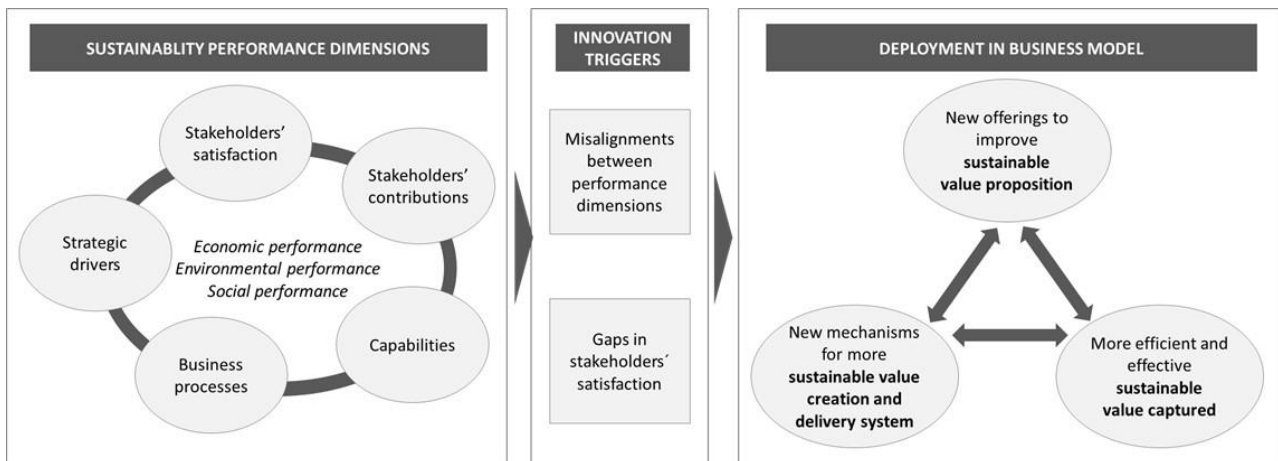 SUSTAINABLITY PERFORMANCE DIMENSIONS
Stakeholders’
satisfaction
Stakeholders’
contributions
Strategic
drivers
Economic performance
Environmental performance
Social performance
Business
processes
Capabilities
INNOVATION
TRIGGERS
Misalignments
between
performance
dimensions
Gaps in
stakeholders´
satisfaction
DEPLOYMENT IN BUSINESS MODEL
New offerings to
improve
sustainable
value proposition
New mechanisms
for more
sustainable value
creation and
delivery system
More efficient and
effective
sustainable
value captured